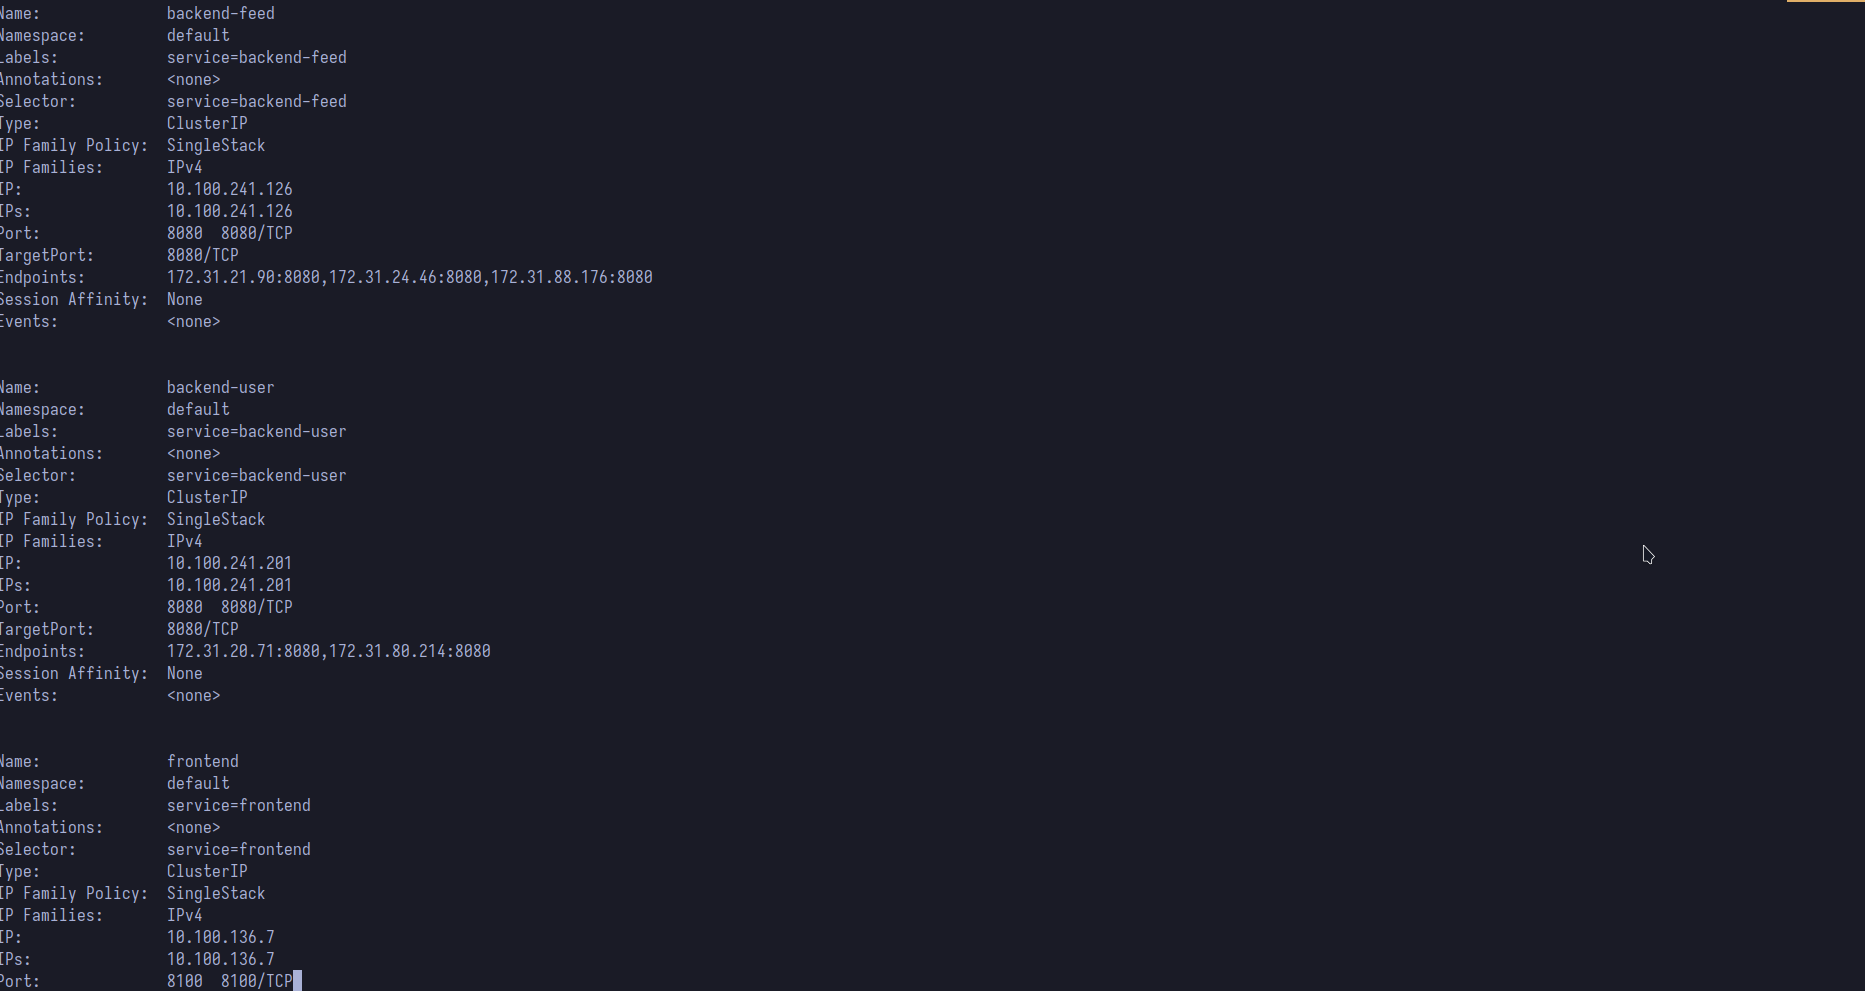 Name:              backend-feed
Namespace:         default
Labels:            service=backend-feed
Annotations:       <none>
Selector:          service=backend-feed
Type:              ClusterIP
IP Family Policy:  SingleStack
IP Families:       IPv4
IP:                10.100.241.126
IPs:               10.100.241.126
Port:              8080  8080/TCP
TargetPort:        8080/TCP
Endpoints:         172.31.21.90:8080,172.31.24.46:8080,172.31.88.176:8080
Session Affinity:  None
Events:            <none>
Name:              backend-user
Namespace:         default
Labels:            service=backend-user
Annotations:       <none>
Selector:          service=backend-user
Type:              ClusterIP
IP Family Policy:  SingleStack
IP Families:       IPv4
IP:                10.100.241.201
IPs:               10.100.241.201
Port:              8080  8080/TCP
TargetPort:        8080/TCP
Endpoints:         172.31.20.71:8080,172.31.80.214:8080
Session Affinity:  None
Events:            <none>
Name:              frontend
Namespace:         default
Labels:            service=frontend
Annotations:       <none>
Selector:          service=frontend
Type:              ClusterIP
IP Family Policy:  SingleStack
IP Families:       IPv4
IP:                10.100.136.7
IPs:               10.100.136.7
Port:              8100  8100/TCP